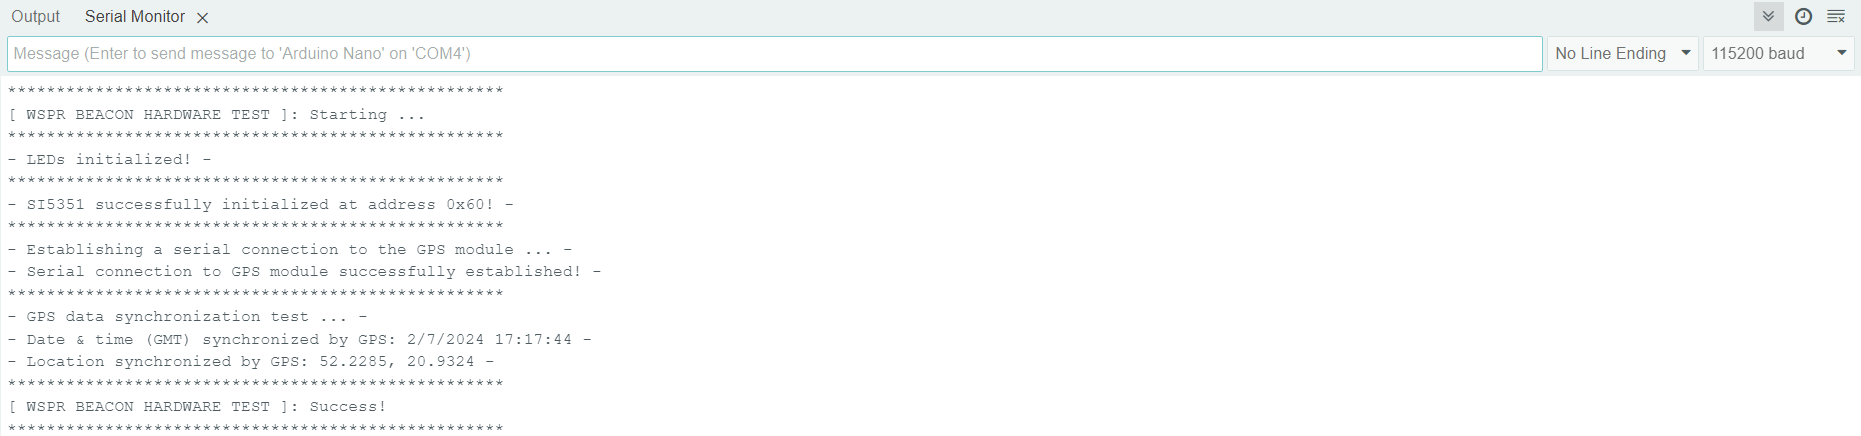 Output Serial Monitor
Message (Enter to send message to 'Arduino Nano' on 'COM4') No Line Ending 115200 baud
***************************************************
[ WSPR BEACON HARDWARE TEST ]: Starting ...
***************************************************
- LEDs initialized! -
***************************************************
- SI5351 successfully initialized at address 0x60! -
***************************************************
- Establishing a serial connection to the GPS module ... -
- Serial connection to GPS module successfully established! -
***************************************************
- GPS data synchronization test ... -
- Date & time (GMT) synchronized by GPS: 2/7/2024 17:17:44 -
- Location synchronized by GPS: 52.2285, 20.9324 -
***************************************************
[ WSPR BEACON HARDWARE TEST ]: Success!
***************************************************